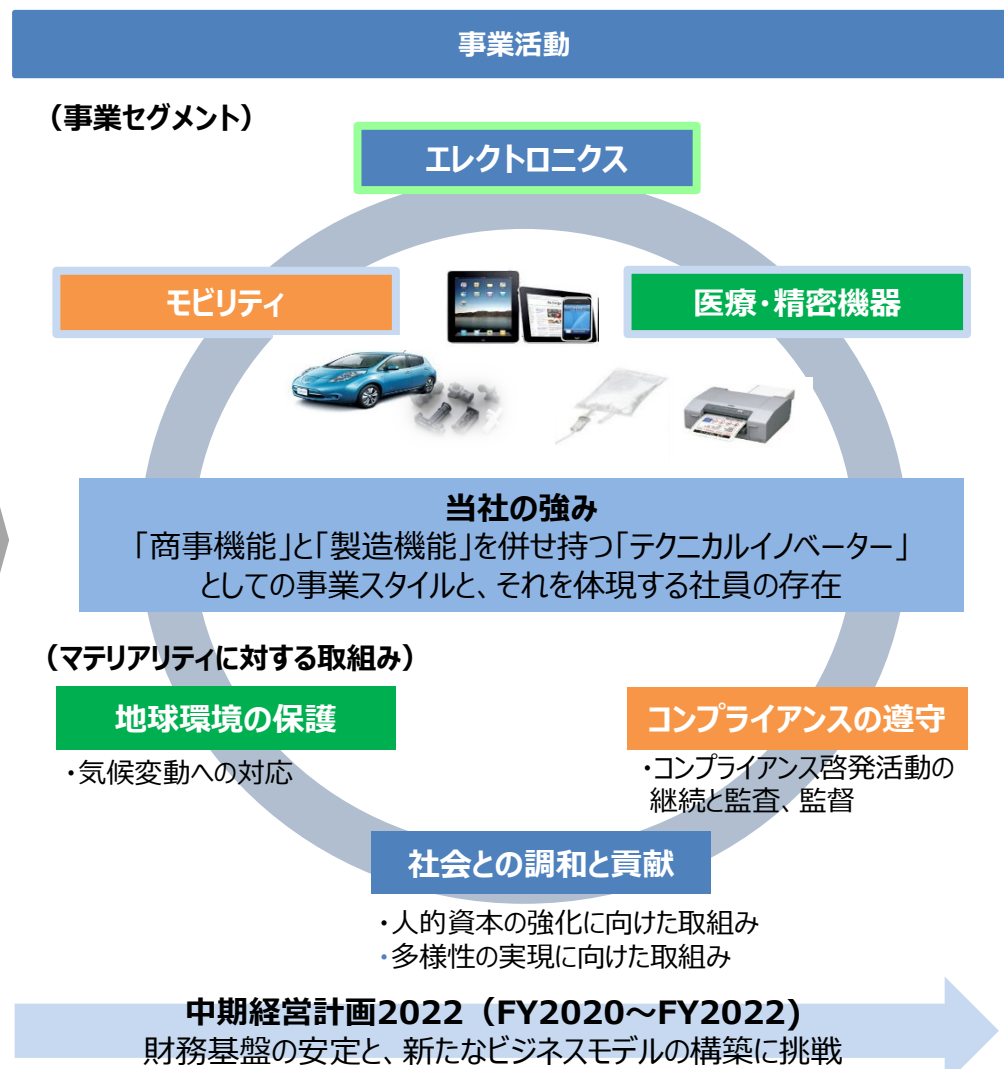 事業活動
（事業セグメント）
エレクトロニクス
モビリティ
医療・精密機器
当社の強み
「商事機能」と「製造機能」を併せ持つ「テクニカルイノベーター」
としての事業スタイルと、それを体現する社員の存在
（マテリアリティに対する取組み）
地球環境の保護
・気候変動への対応
コンプライアンスの遵守
・コンプライアンス啓発活動の
継続と監査、監督
社会との調和と貢献
・人的資本の強化に向けた取組み
・多様性の実現に向けた取組み
中期経営計画2022（FY2020～FY2022)
財務基盤の安定と、新たなビジネスモデルの構築に挑戦